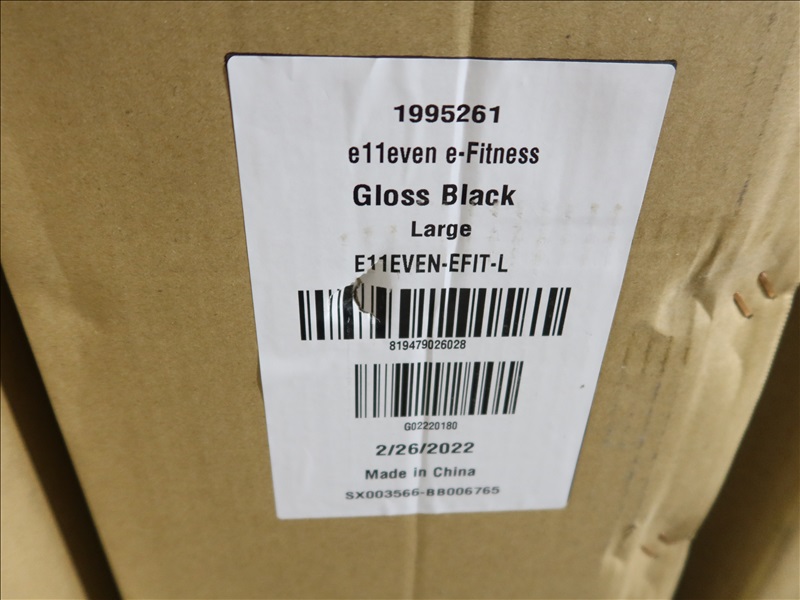 1995261
e11even e-Fitness
Gloss Black
Large
E11EVEN-EFIT-L
819479026028
G02220180
2/26/2022
Made in China
SX003566-BB006765